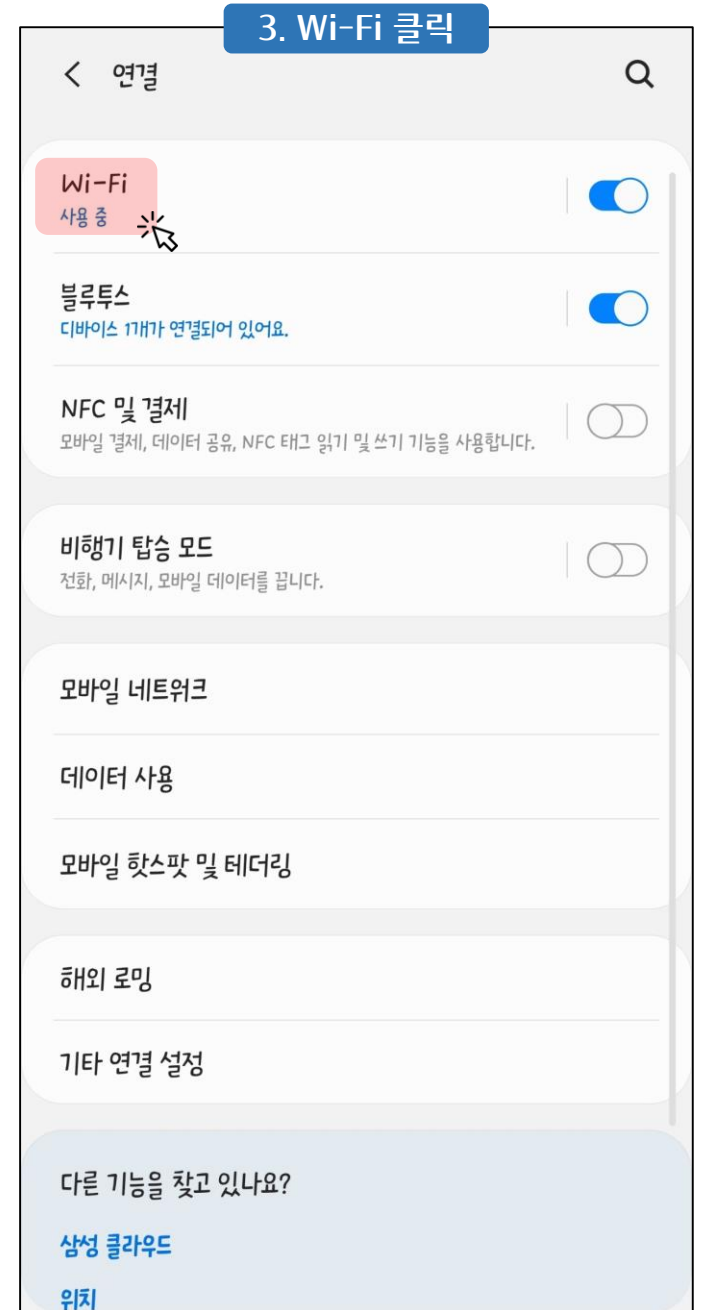 3. Wi-Fi 클릭
연결
Wi-Fi
사용 중
블루투스
디바이스 1개가 연결되어 있어요.
NFC 및 결제
모바일 결제, 데이터 공유, NFC 태그 읽기 및 쓰기 기능을 사용합니다.
비행기 탑승 모드
전화, 메시지, 모바일 데이터를 끕니다.
모바일 네트워크
데이터 사용
모바일 핫스팟 및 테더링
해외 로밍
기타 연결 설정
다른 기능을 찾고 있나요?
삼성 클라우드
위치